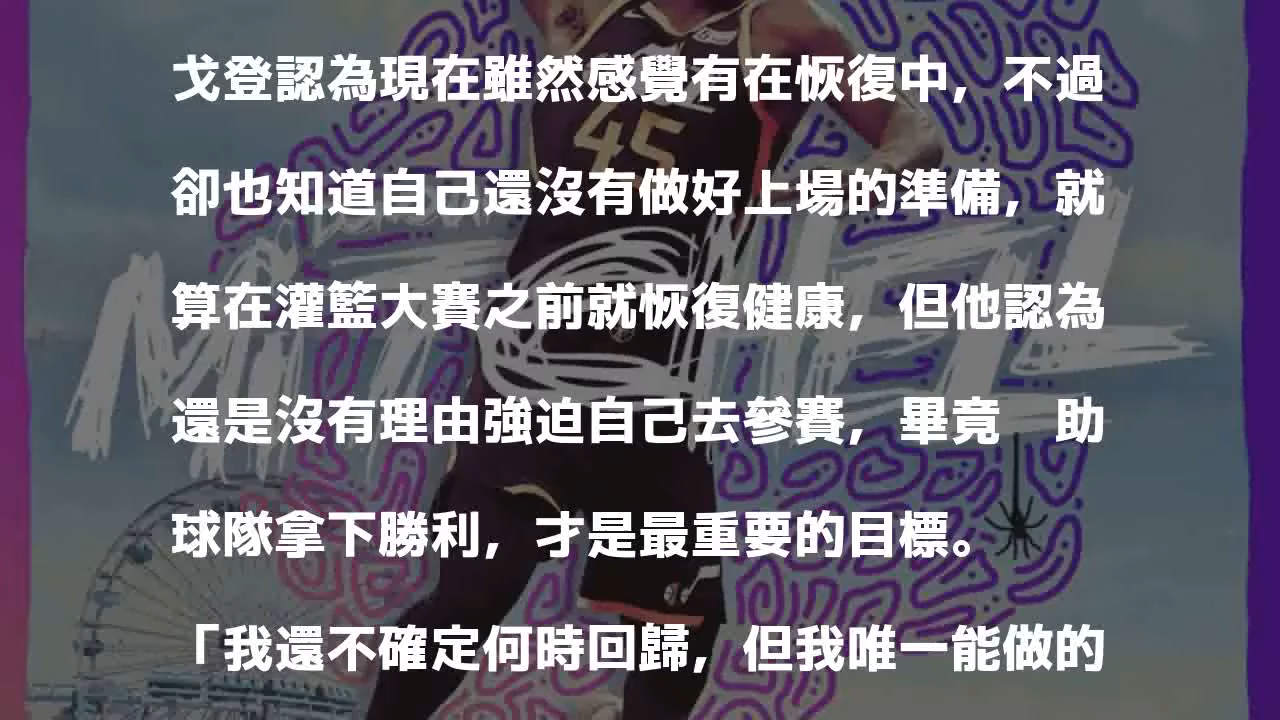 戈登認為現在雖然感覺有在恢復中，不過
45
卻也知道自己還沒有做好上場的準備，就
MITCHELL
算在灌籃大賽之前就恢復健康，但他認為
還是沒有理由強迫自己去參賽，畢竟　助
球隊拿下勝利，才是最重要的目標。
「我還不確定何時回歸，但我唯一能做的